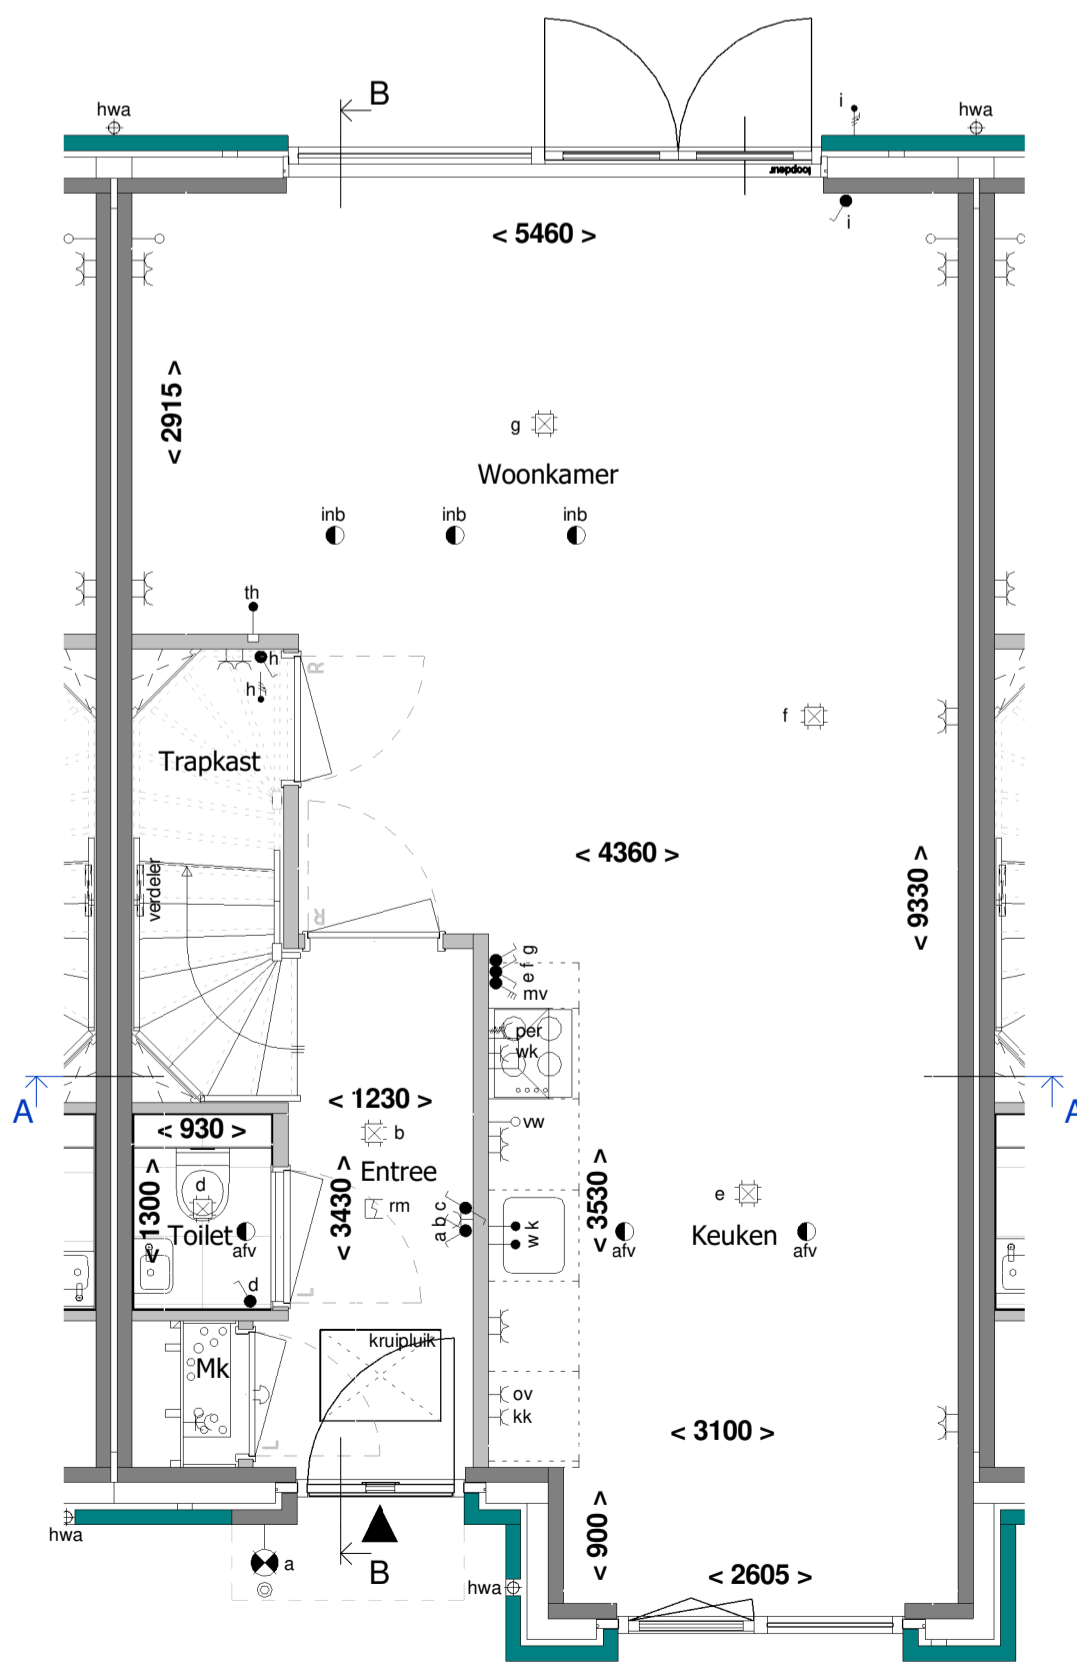 B
hwa
i
hwa
loopdeur
i
< 5460 >
< 2915 >
g
Woonkamer
inb
inb
inb
th
h
h
R
f
Trapkast
< 4360 >
verdeler
< 9330 >
R
g
e f
mv
per
wk
A
A
< 1230 >
< 930 >
vw
b
Entree
< 1300 >
< 3430 >
< 3530 >
d
rm
a b c
e
Toilet
afv
w k
afv
Keuken
afv
d
L
kruipluik
Mk
ov
kk
< 3100 >
L
< 900 >
hwa
a
B
hwa
< 2605 >